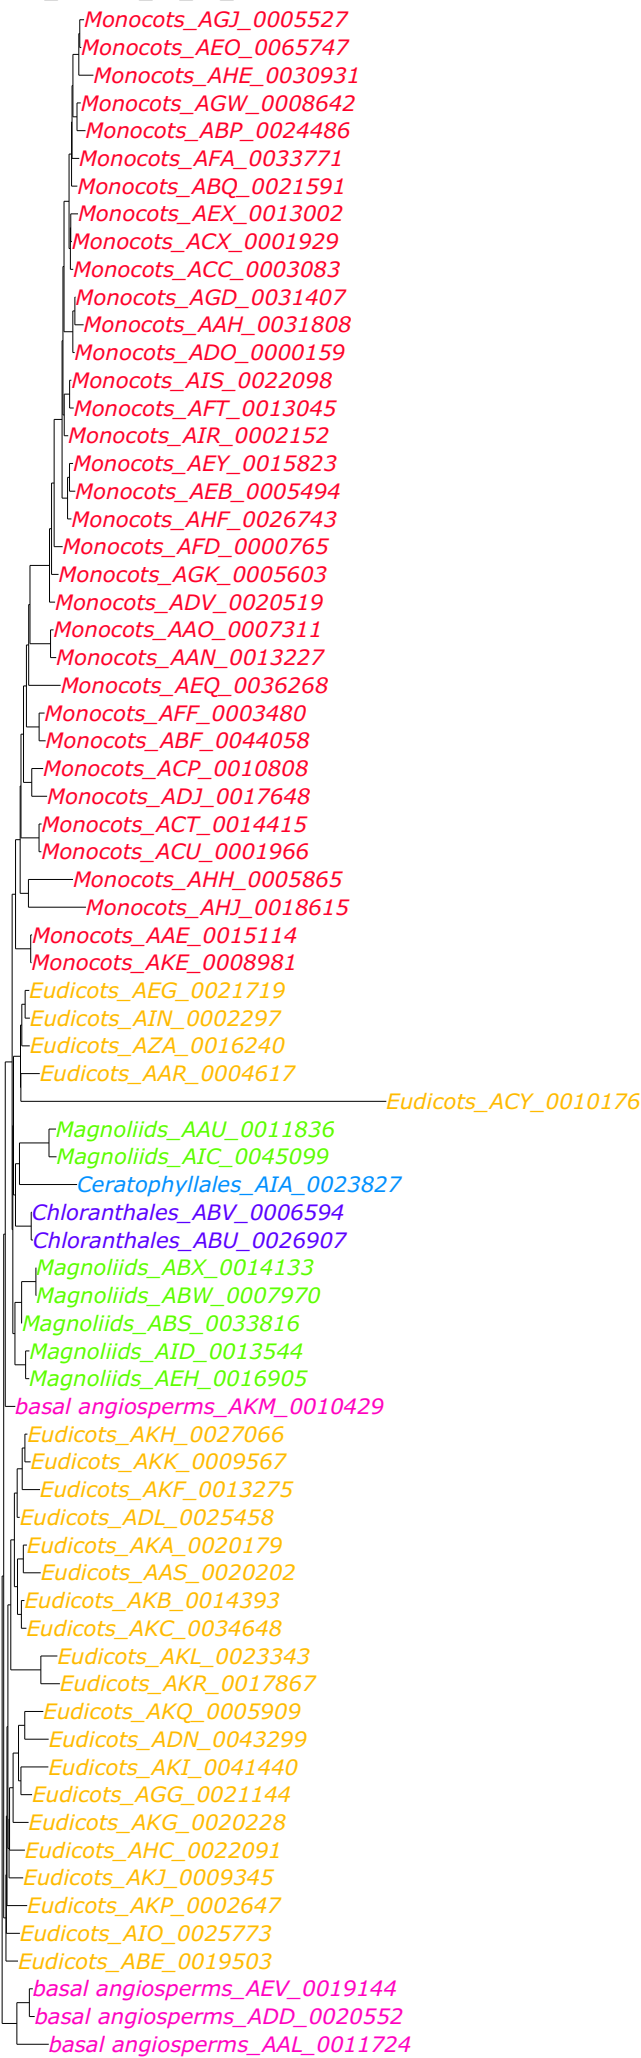 Monocots_AGJ_0005527
Monocots_AEO_0065747
Monocots_AHE_0030931
Monocots_AGW_0008642
Monocots_ABP_0024486
Monocots_AFA_0033771
Monocots_ABQ_0021591
Monocots_AEX_0013002
Monocots_ACX_0001929
Monocots_ACC_0003083
Monocots_AGD_0031407
Monocots_AAH_0031808
Monocots_ADO_0000159
Monocots_AIS_0022098
Monocots_AFT_0013045
Monocots_AIR_0002152
Monocots_AEY_0015823
Monocots_AEB_0005494
Monocots_AHF_0026743
Monocots_AFD_0000765
Monocots_AGK_0005603
Monocots_ADV_0020519
Monocots_AAO_0007311
Monocots_AAN_0013227
Monocots_AEQ_0036268
Monocots_AFF_0003480
Monocots_ABF_0044058
Monocots_ACP_0010808
Monocots_ADJ_0017648
Monocots_ACT_0014415
Monocots_ACU_0001966
Monocots_AHH_0005865
Monocots_AHJ_0018615
Monocots_AAE_0015114
Monocots_AKE_0008981
Eudicots_AEG_0021719
Eudicots_AIN_0002297
Eudicots_AZA_0016240
Eudicots_AAR_0004617
Eudicots_ACY_0010176
Magnoliids_AAU_0011836
Magnoliids_AIC_0045099
Ceratophyllales_AIA_0023827
Chloranthales_ABV_0006594
Chloranthales_ABU_0026907
Magnoliids_ABX_0014133
Magnoliids_ABW_0007970
Magnoliids_ABS_0033816
Magnoliids_AID_0013544
Magnoliids_AEH_0016905
basal angiosperms_AKM_0010429
Eudicots_AKH_0027066
Eudicots_AKK_0009567
Eudicots_AKF_0013275
Eudicots_ADL_0025458
Eudicots_AKA_0020179
Eudicots_AAS_0020202
Eudicots_AKB_0014393
Eudicots_AKC_0034648
Eudicots_AKL_0023343
Eudicots_AKR_0017867
Eudicots_AKQ_0005909
Eudicots_ADN_0043299
Eudicots_AKI_0041440
Eudicots_AGG_0021144
Eudicots_AKG_0020228
Eudicots_AHC_0022091
Eudicots_AKJ_0009345
Eudicots_AKP_0002647
Eudicots_AIO_0025773
Eudicots_ABE_0019503
basal angiosperms_AEV_0019144
basal angiosperms_ADD_0020552
basal angiosperms_AAL_0011724